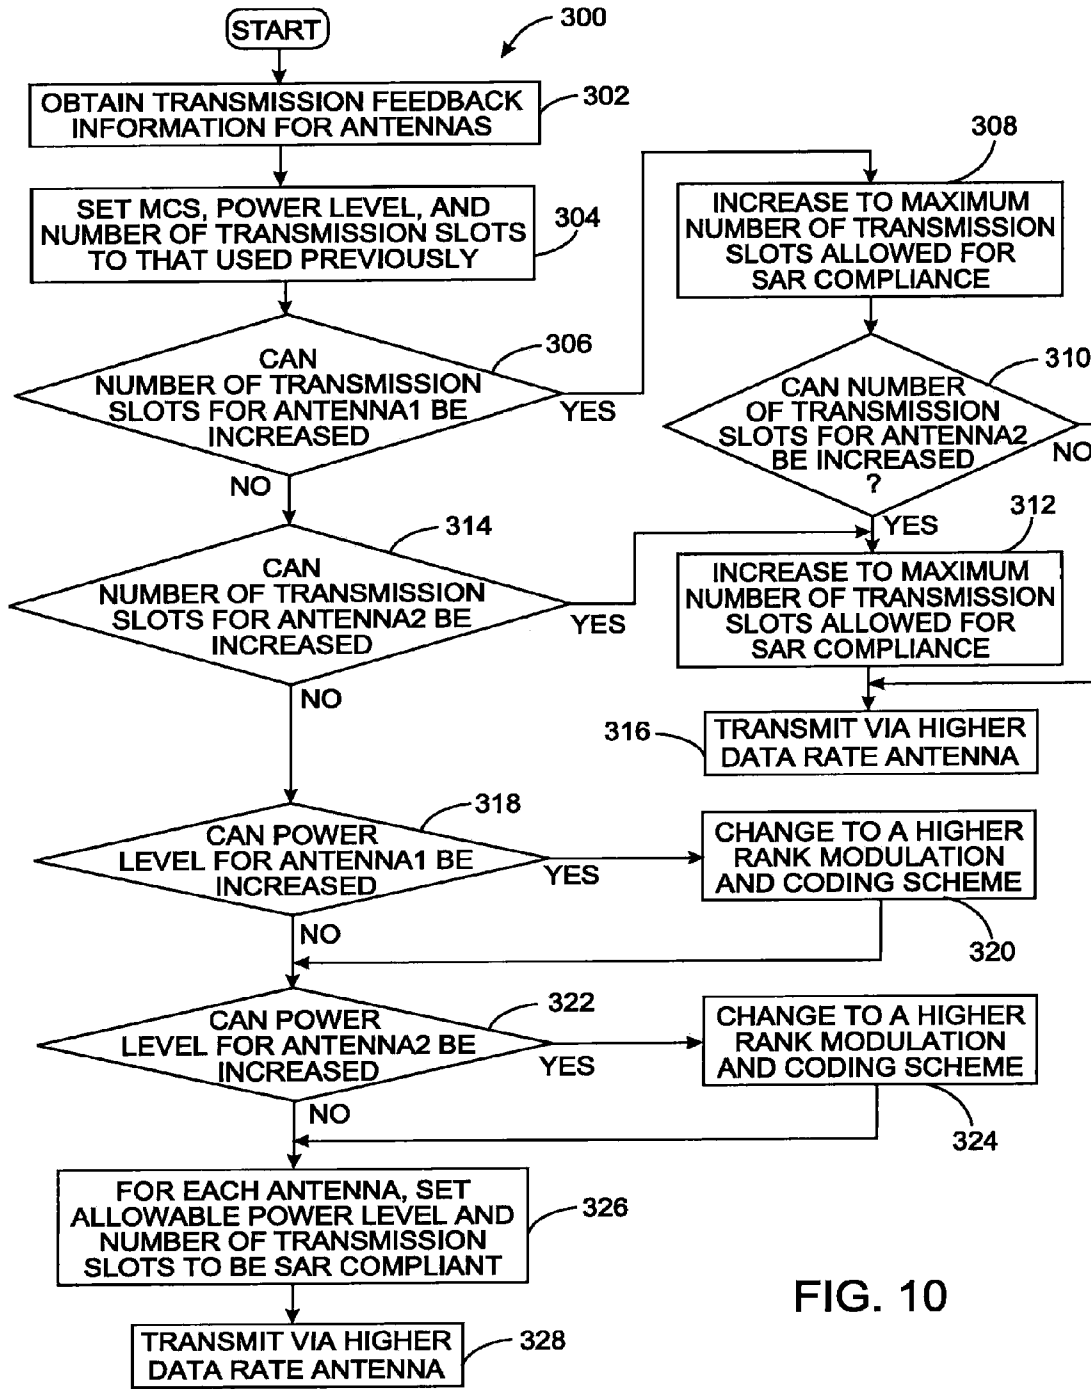 START
300
OBTAIN TRANSMISSION FEEDBACK
INFORMATION FOR ANTENNAS
302
SET MCS, POWER LEVEL, AND
NUMBER OF TRANSMISSION SLOTS
TO THAT USED PREVIOUSLY
304
CAN
NUMBER OF TRANSMISSION
SLOTS FOR ANTENNA1 BE
INCREASED
306
YES
NO
308
INCREASE TO MAXIMUM
NUMBER OF TRANSMISSION
SLOTS ALLOWED FOR
SAR COMPLIANCE
310
CAN NUMBER
OF TRANSMISSION
SLOTS FOR ANTENNA2
BE INCREASED
?
NO
YES
312
INCREASE TO MAXIMUM
NUMBER OF TRANSMISSION
SLOTS ALLOWED FOR
SAR COMPLIANCE
314
CAN
NUMBER OF TRANSMISSION
SLOTS FOR ANTENNA2 BE
INCREASED
YES
NO
316
TRANSMIT VIA HIGHER
DATA RATE ANTENNA
318
CAN POWER
LEVEL FOR ANTENNA1 BE
INCREASED
YES
NO
CHANGE TO A HIGHER
RANK MODULATION
AND CODING SCHEME
320
322
CAN POWER
LEVEL FOR ANTENNA2 BE
INCREASED
YES
NO
CHANGE TO A HIGHER
RANK MODULATION
AND CODING SCHEME
324
FOR EACH ANTENNA, SET
ALLOWABLE POWER LEVEL AND
NUMBER OF TRANSMISSION
SLOTS TO BE SAR COMPLIANT
326
TRANSMIT VIA HIGHER
DATA RATE ANTENNA
328
FIG. 10